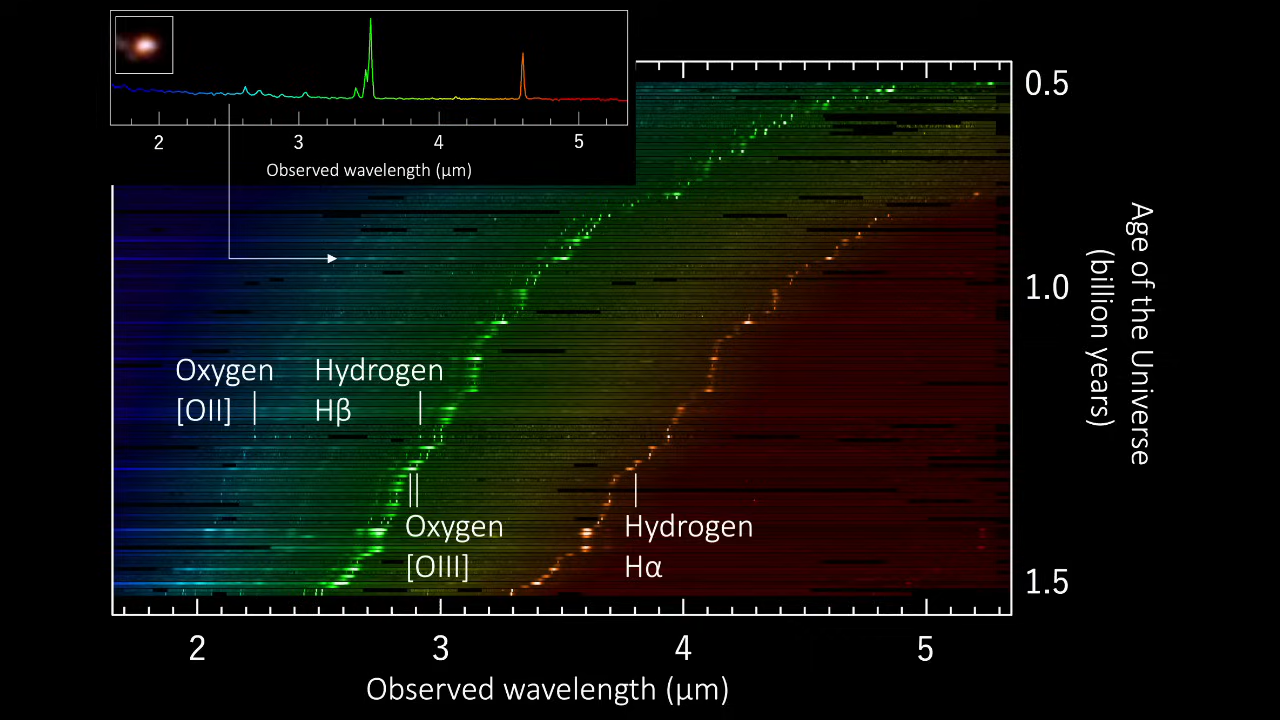 2 3 4 5
Observed wavelength (μm)
0.5
1.0
1.5
Age of the Universe
(billion years)
Oxygen
[OII]
Hydrogen
Hβ
Oxygen
[OIII]
Hydrogen
Hα
2 3 4 5
Observed wavelength (μm)